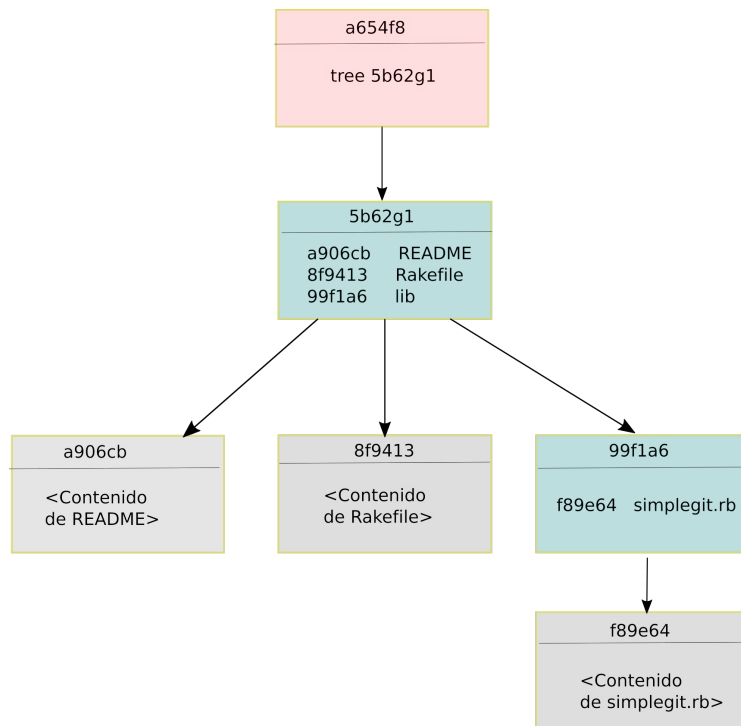 a654f8
tree 5b62g1
5b62g1
a906cb README
8f9413 Rakefile
99f1a6 lib
a906cb
<Contenido
de README>
8f9413
<Contenido
de Rakefile>
99f1a6
f89e64 simplegit.rb
f89e64
<Contenido
de simplegit.rb>